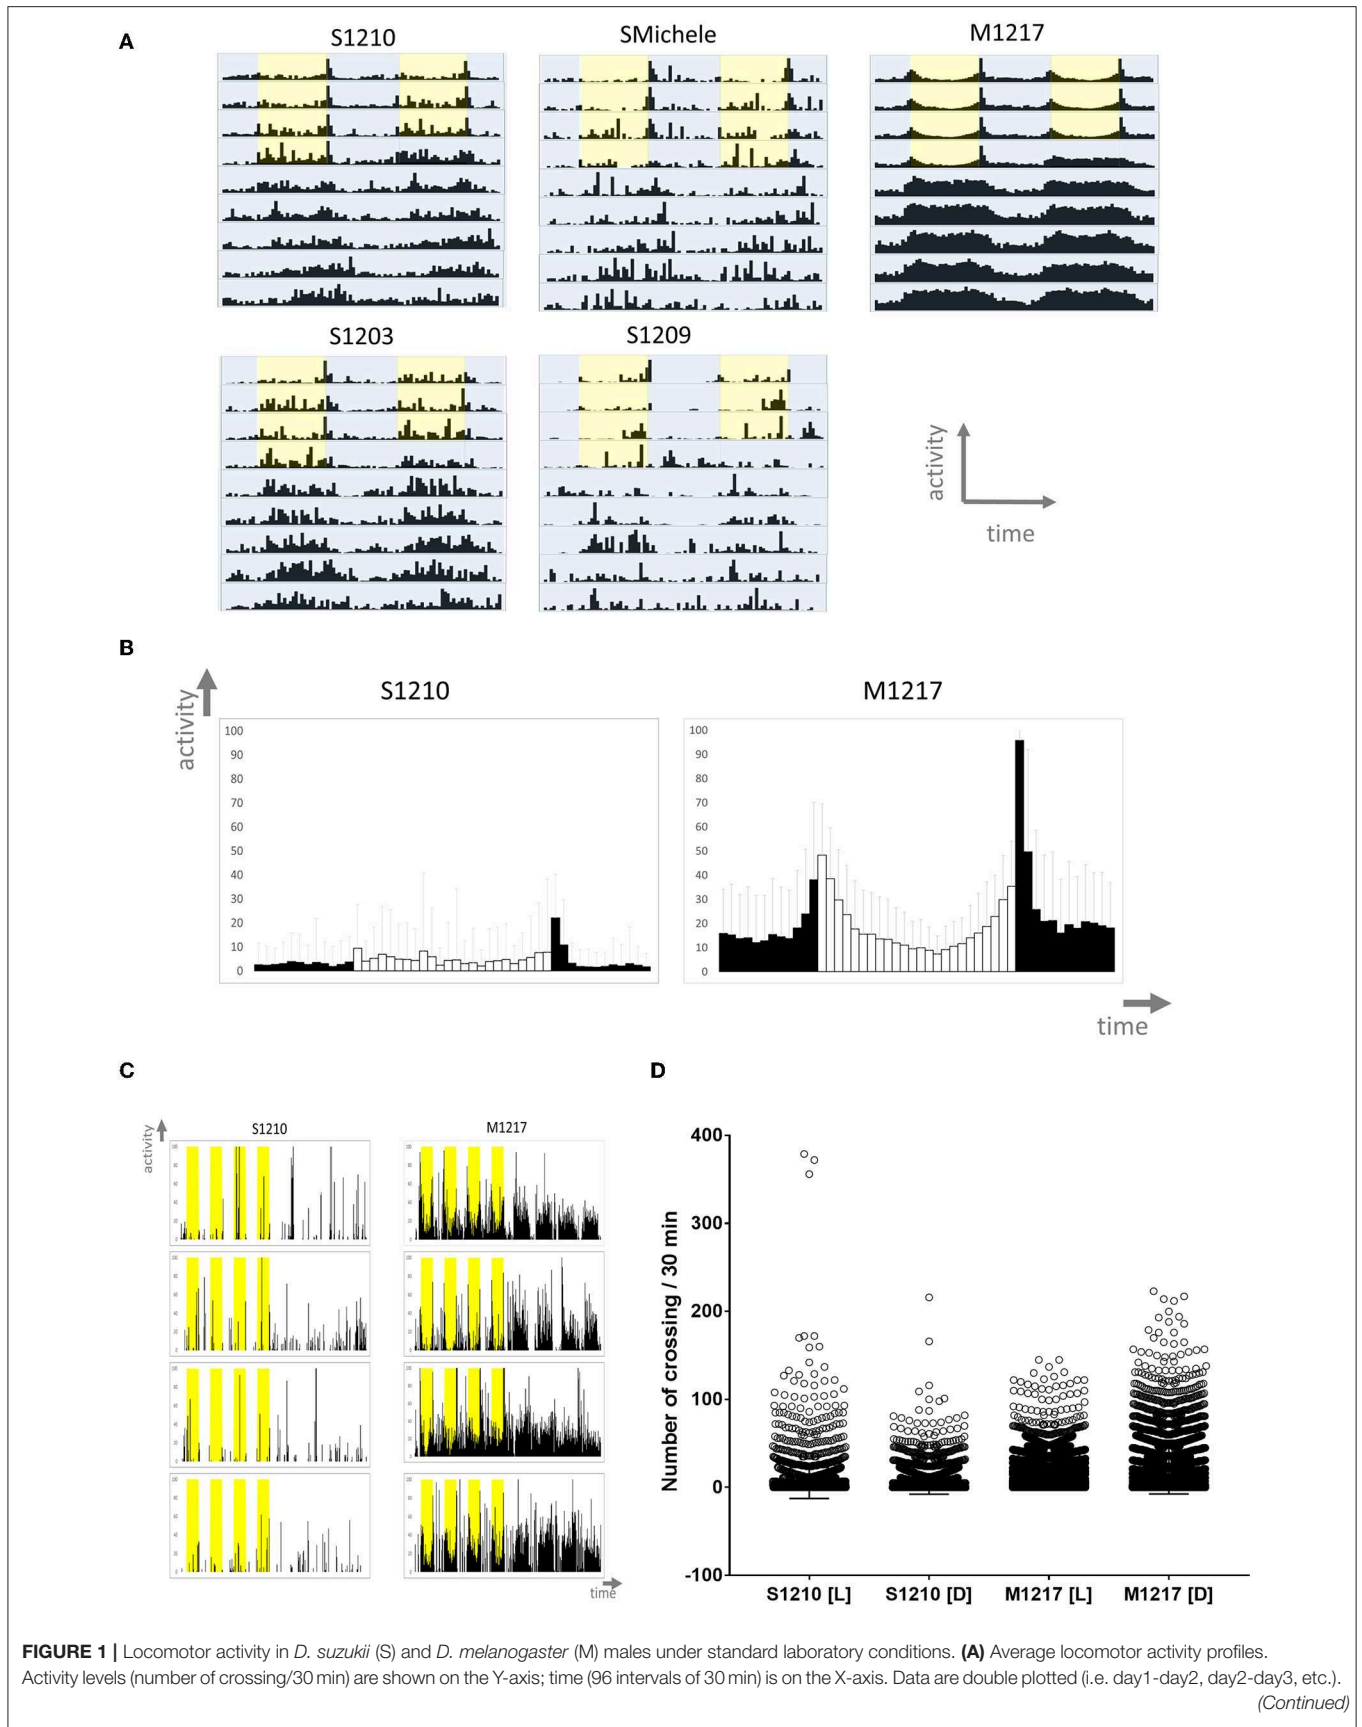 A
S1210
SMichele
M1217
S1203
S1209
activity
time
B
S1210
M1217
activity
100
90
80
70
60
50
40
30
20
10
0
100
90
80
70
60
50
40
30
20
10
0
time
C
D
activity
S1210
M1217
time
Number of crossing / 30 min
400
300
200
100
0
-100
S1210 [L]
S1210 [D]
M1217 [L]
M1217 [D]
FIGURE 1 | Locomotor activity in D. suzukii (S) and D. melanogaster (M) males under standard laboratory conditions. (A) Average locomotor activity profiles.
Activity levels (number of crossing/30 min) are shown on the Y-axis; time (96 intervals of 30 min) is on the X-axis. Data are double plotted (i.e. day1-day2, day2-day3, etc.).
(Continued)